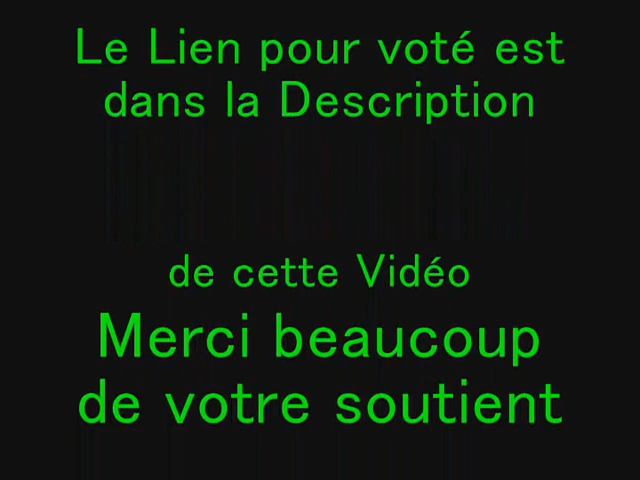 Le Lien pour voté est
dans la Description
de cette Vidéo
Merci beaucoup
de votre soutient